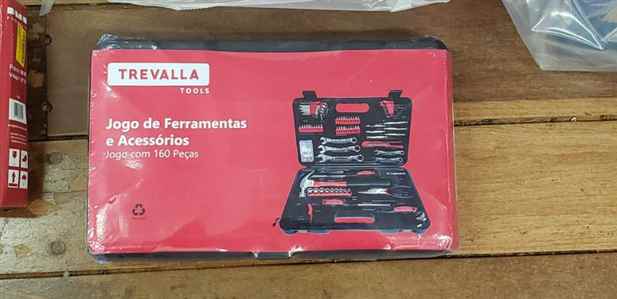 TREVALLA
TOOLS
Jogo de Ferramentas
e Acessórios
Jogo com 160 Peças